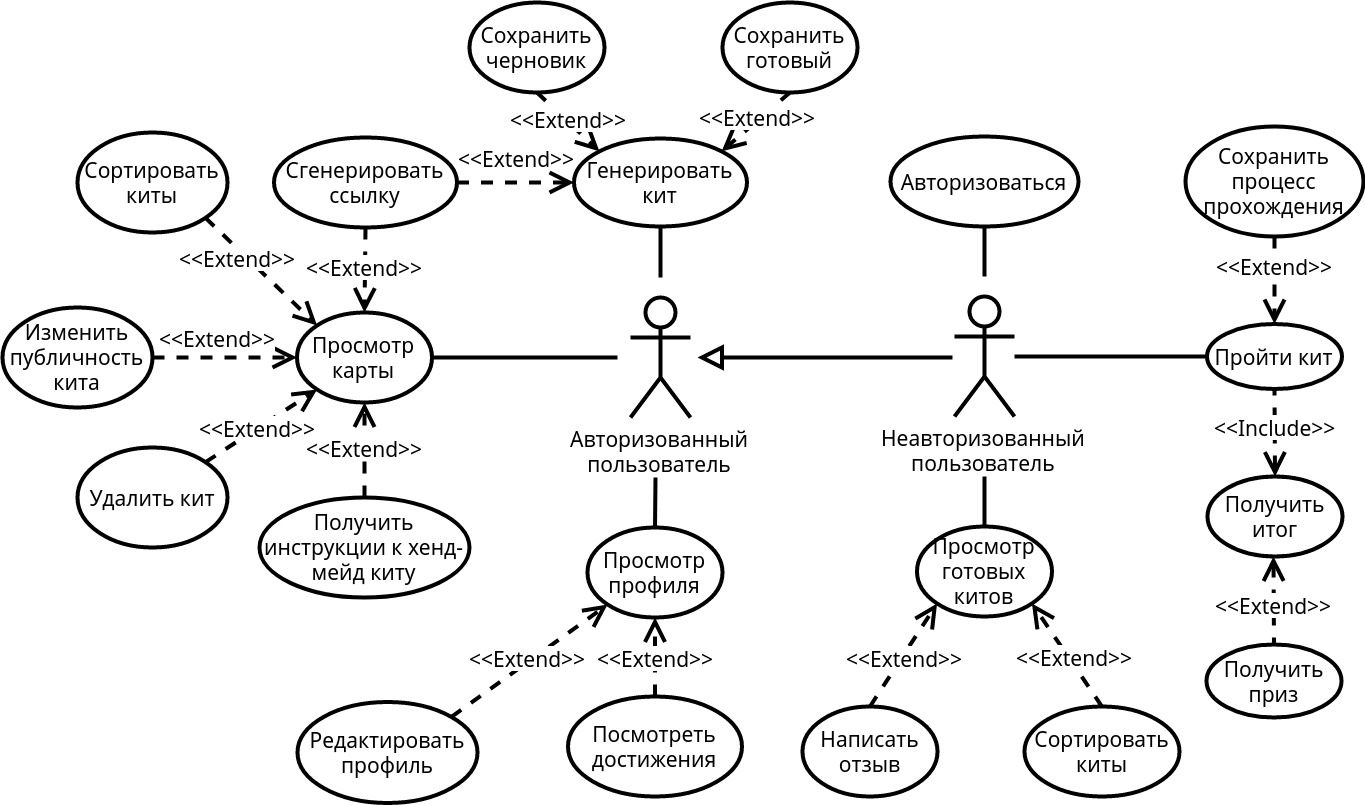 Сохранить
черновик
Сохранить
готовый
<<Extend>>
<<Extend>>
Сортировать
киты
Сгенерировать
ссылку
<<Extend>>
Генерировать
кит
Авторизоваться
Сохранить
процесс
прохождения
<<Extend>>
<<Extend>>
<<Extend>>
Изменить
публичность
кита
<<Extend>>
Просмотр
карты
Пройти кит
<<Extend>>
<<Extend>>
Авторизованный
пользователь
Неавторизованный
пользователь
<<Include>>
Удалить кит
Получить
инструкции к хенд-
мейд киту
Просмотр
профиля
Просмотр
готовых
китов
Получить
итог
<<Extend>>
<<Extend>>
<<Extend>>
<<Extend>>
<<Extend>>
Получить
приз
Редактировать
профиль
Посмотреть
достижения
Написать
отзыв
Сортировать
киты